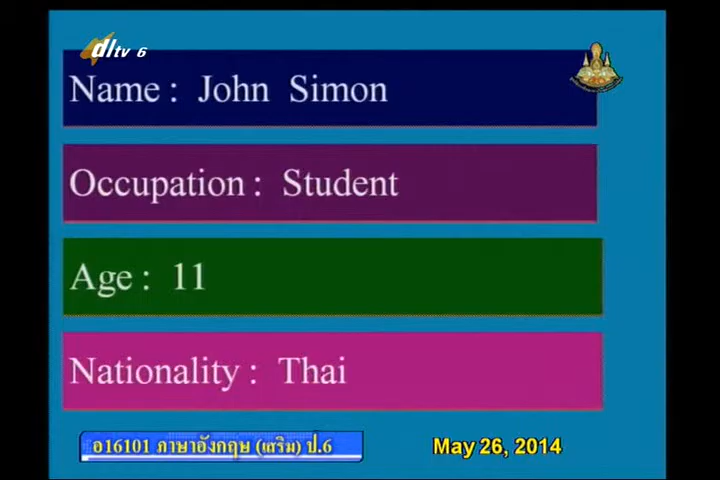 dltv 6
Name : John Simon
Occupation : Student
Age : 11
Nationality : Thai
อ16101 ภาษาอังกฤษ (เสริม) ป.6
May 26, 2014